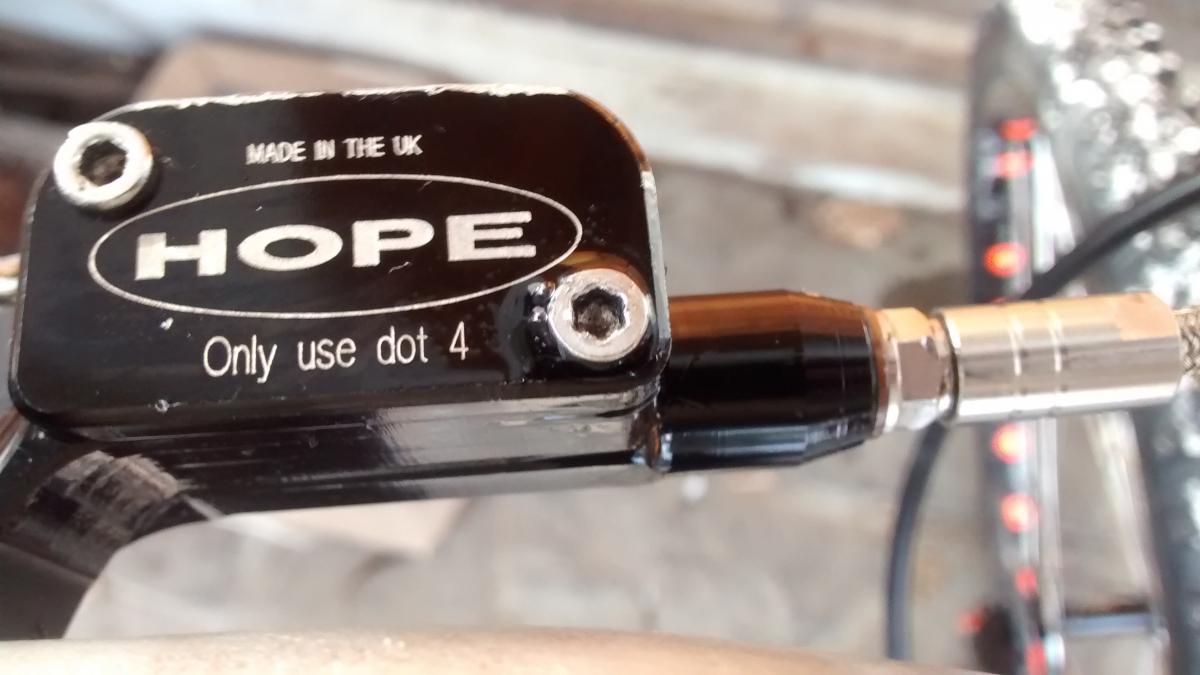 MADE IN THE UK
HOPE
Only use dot 4